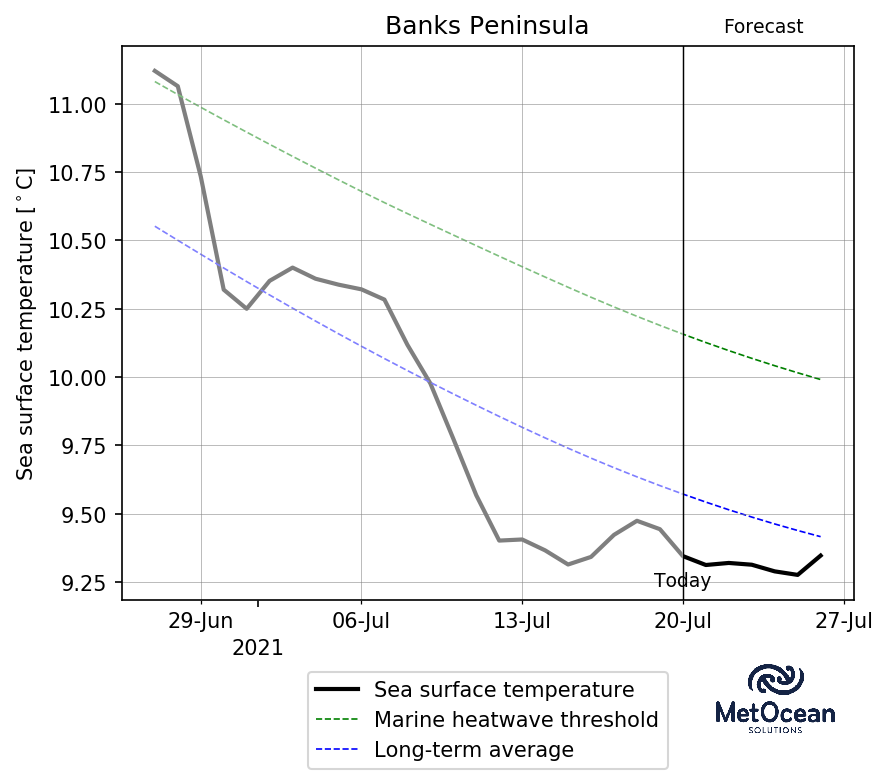 Banks Peninsula
Forecast
Sea surface temperature [°C]
11.00
10.75
10.50
10.25
10.00
9.75
9.50
9.25
Today
29-Jun
06-Jul
13-Jul
20-Jul
27-Jul
2021
Sea surface temperature
Marine heatwave threshold
Long-term average
MetOcean
SOLUTIONS